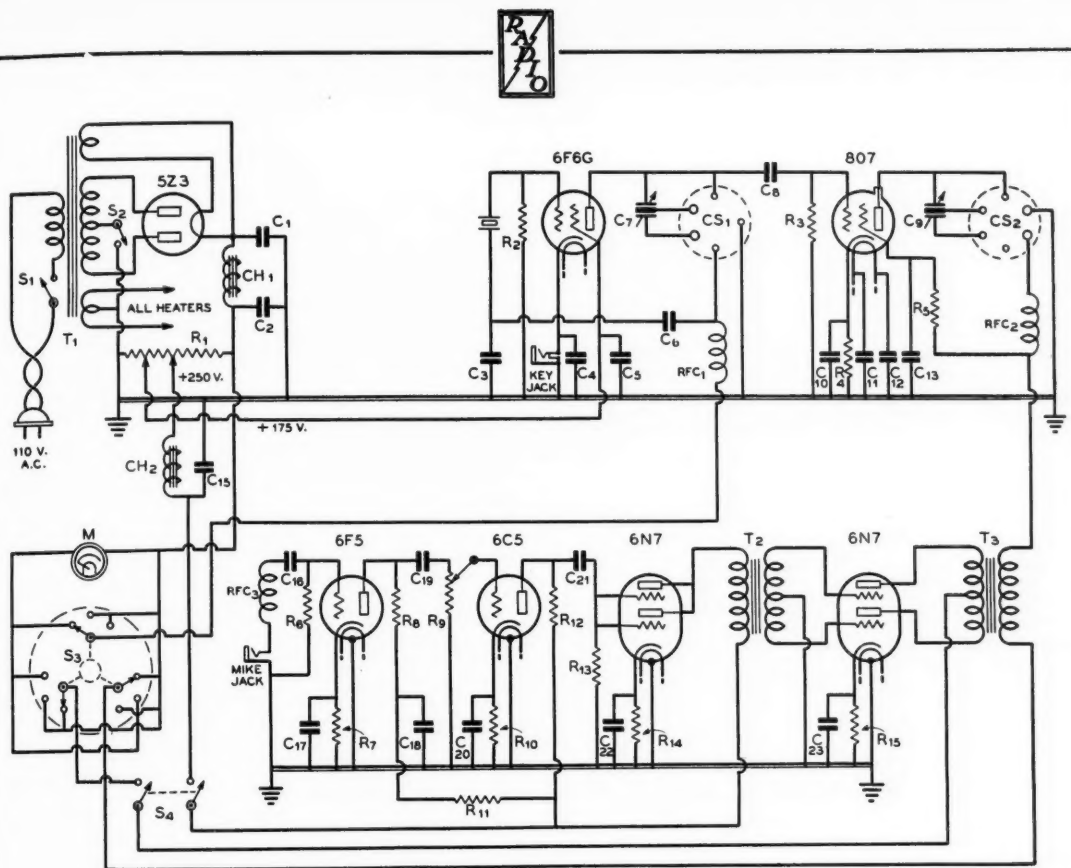 RADIO
5Z3
6F6G
807
S2
C1
C8
S1
C7
CS1
C9
CS2
R2
R3
CH1
ALL HEATERS
C2
R5
RFC2
T1
R1
C6
RFC1
+250 V.
C3
KEY JACK
C4
C5
C10
R4
C11
C12
C13
+ 175 V.
110 V. A.C.
CH2
C15
M
6F5
6C5
6N7
T2
6N7
T3
C16
C19
C21
RFC3
R6
R8
R9
R12
S3
MIKE JACK
R13
C17
R7
C18
C20
R10
C22
R14
C23
R15
S4
R11